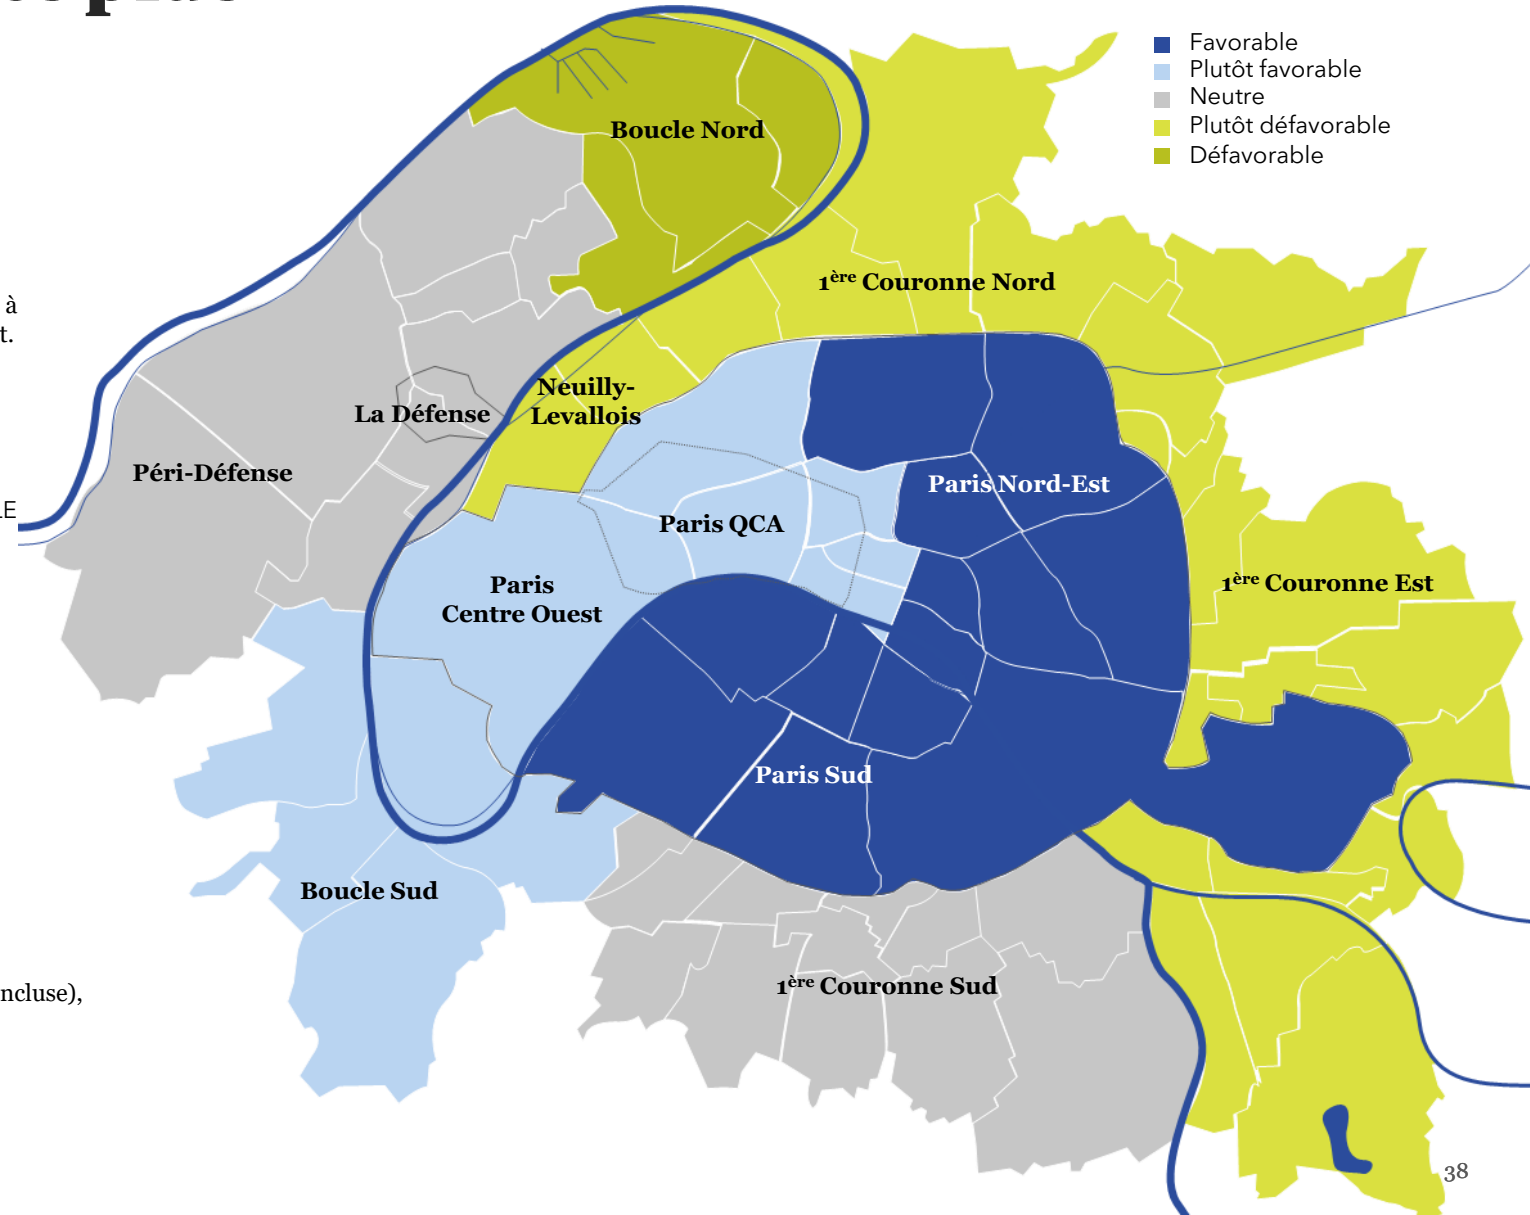 Favorable
Plutôt favorable
Neutre
Plutôt défavorable
Défavorable
Boucle Nord
1ère Couronne Nord
à
t.
Neuilly-
Levallois
La Défense
Péri-Défense
Paris Nord-Est
LE
Paris QCA
Paris
Centre Ouest
1ère Couronne Est
Paris Sud
Boucle Sud
1ère Couronne Sud
ncluse),
38